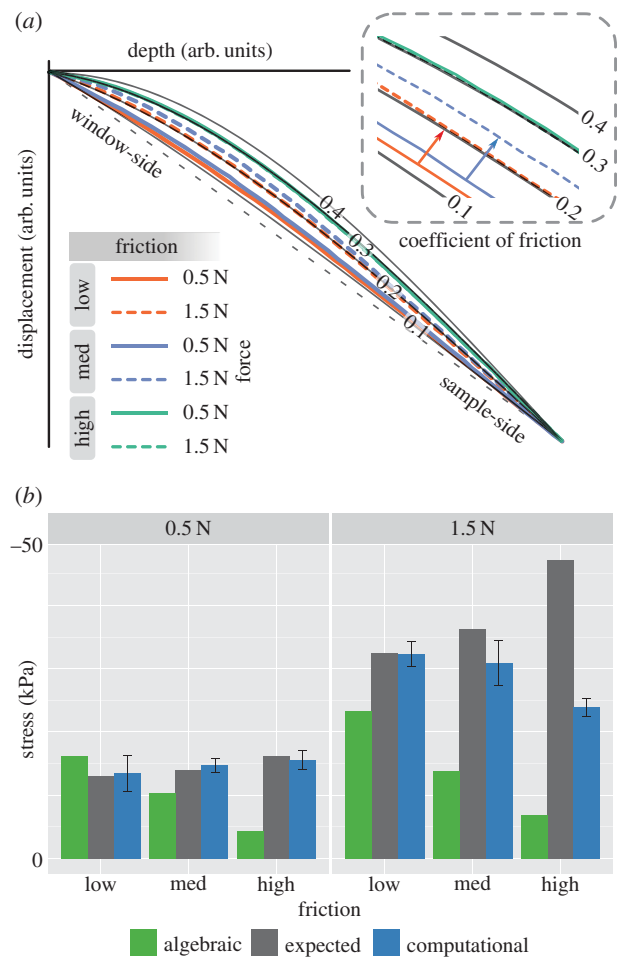 (a)
depth (arb. units)
displacement (arb. units)
window-side
sample-side
0.4
0.3
0.2
0.1
0.4
0.3
0.2
0.1
coefficient of friction
friction
low
0.5 N
1.5 N
med
0.5 N
1.5 N
high
0.5 N
1.5 N
force
(b)
0.5 N
1.5 N
–50
stress (kPa)
0
low
med
high
low
med
high
friction
algebraic
expected
computational